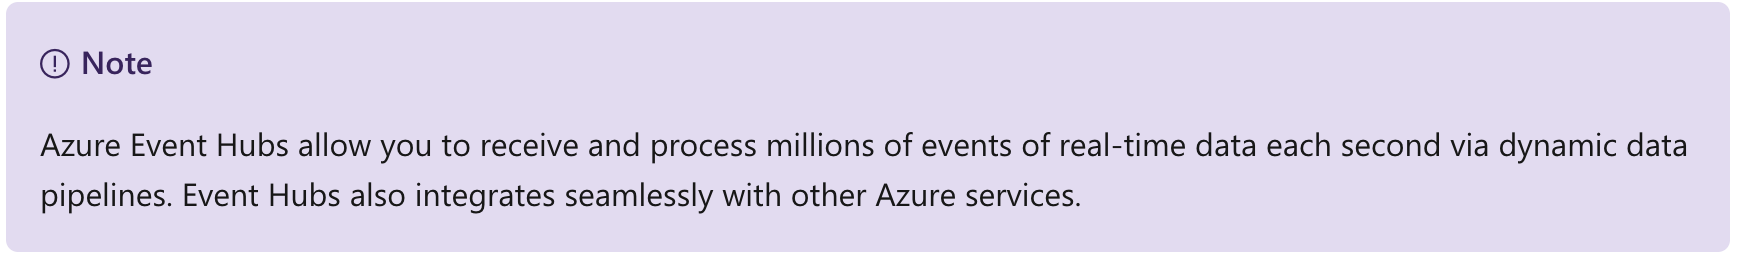 Note
Azure Event Hubs allow you to receive and process millions of events of real-time data each second via dynamic data
pipelines. Event Hubs also integrates seamlessly with other Azure services.